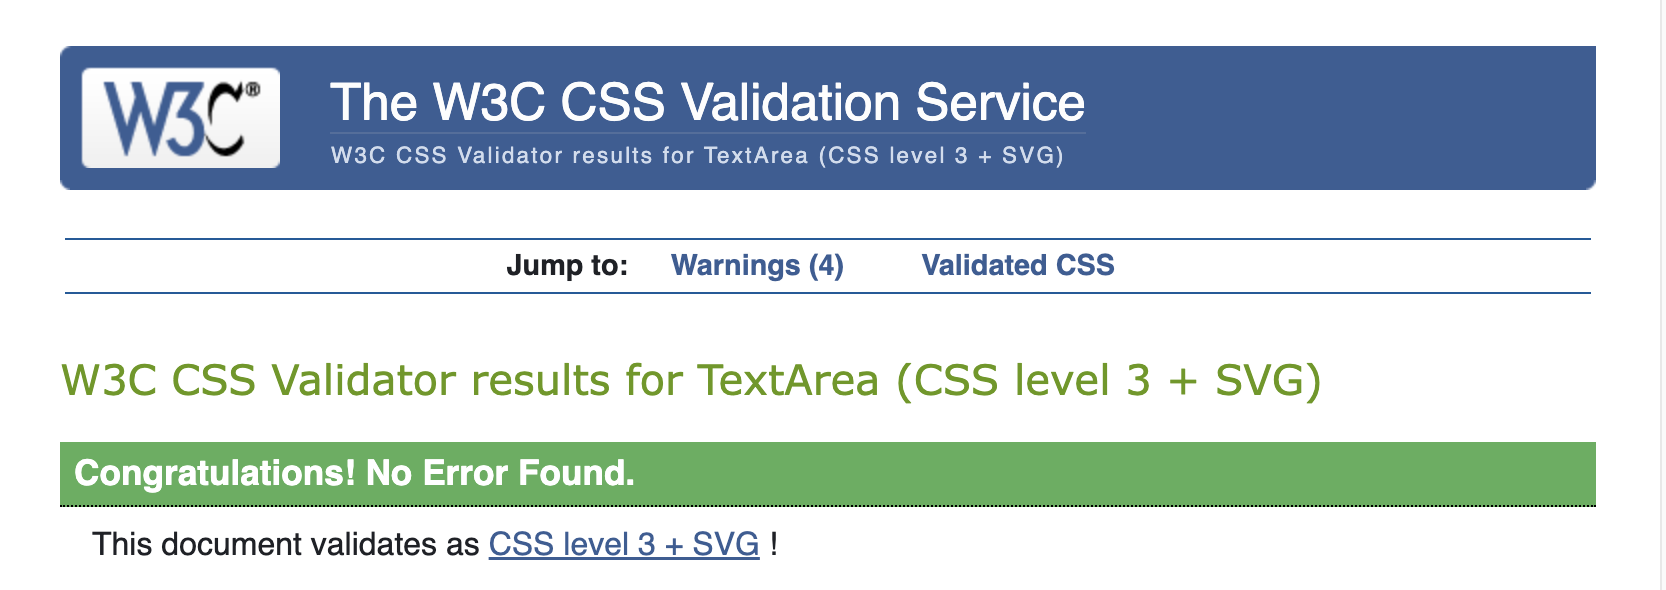 W3C®
The W3C CSS Validation Service
W3C CSS Validator results for TextArea (CSS level 3 + SVG)
Jump to: Warnings (4) Validated CSS
W3C CSS Validator results for TextArea (CSS level 3 + SVG)
Congratulations! No Error Found.
This document validates as CSS level 3 + SVG !